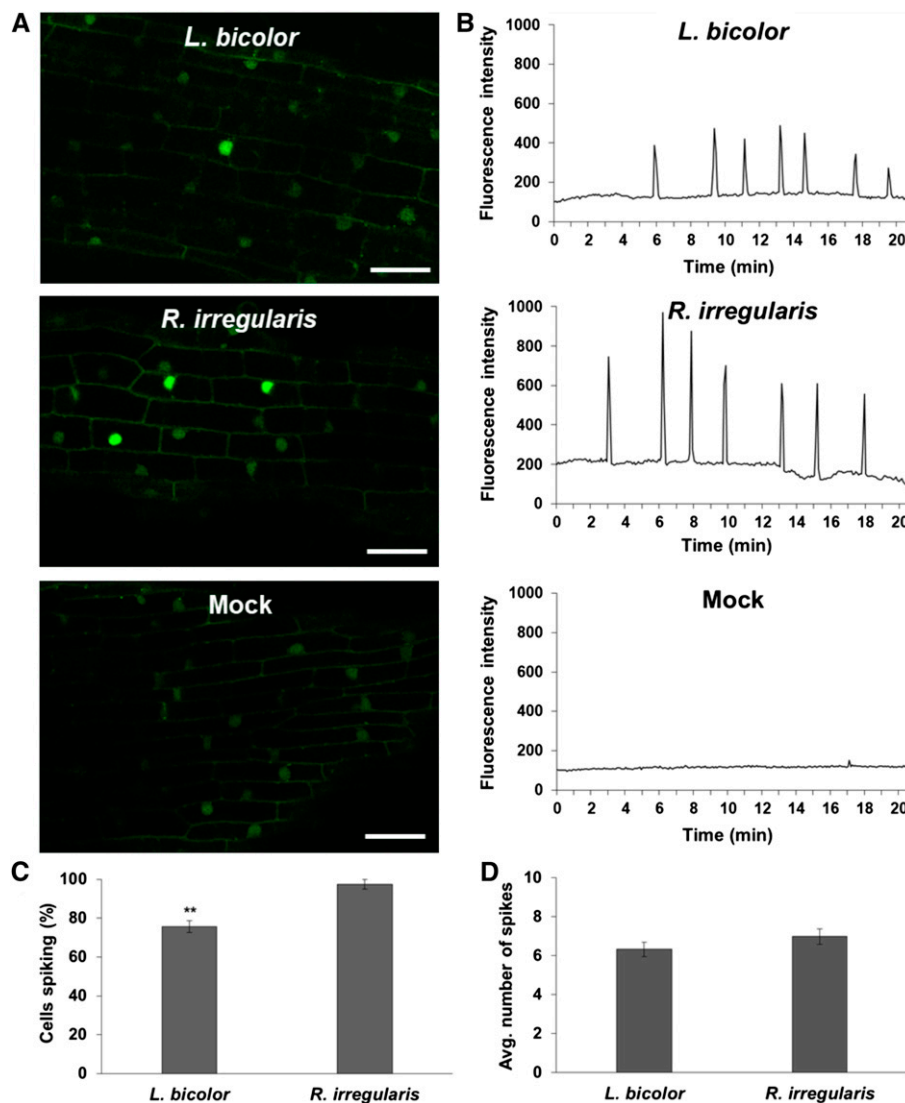 A
L. bicolor
R. irregularis
Mock
B
L. bicolor
Fluorescence intensity
1000
800
600
400
200
0
0 2 4 6 8 10 12 14 16 18 20
Time (min)
R. irregularis
Fluorescence intensity
1000
800
600
400
200
0
0 2 4 6 8 10 12 14 16 18 20
Time (min)
Mock
Fluorescence intensity
1000
800
600
400
200
0
0 2 4 6 8 10 12 14 16 18 20
Time (min)
C
Cells spiking (%)
100
80
60
40
20
0
**
L. bicolor R. irregularis
D
Avg. number of spikes
10
8
6
4
2
0
L. bicolor R. irregularis